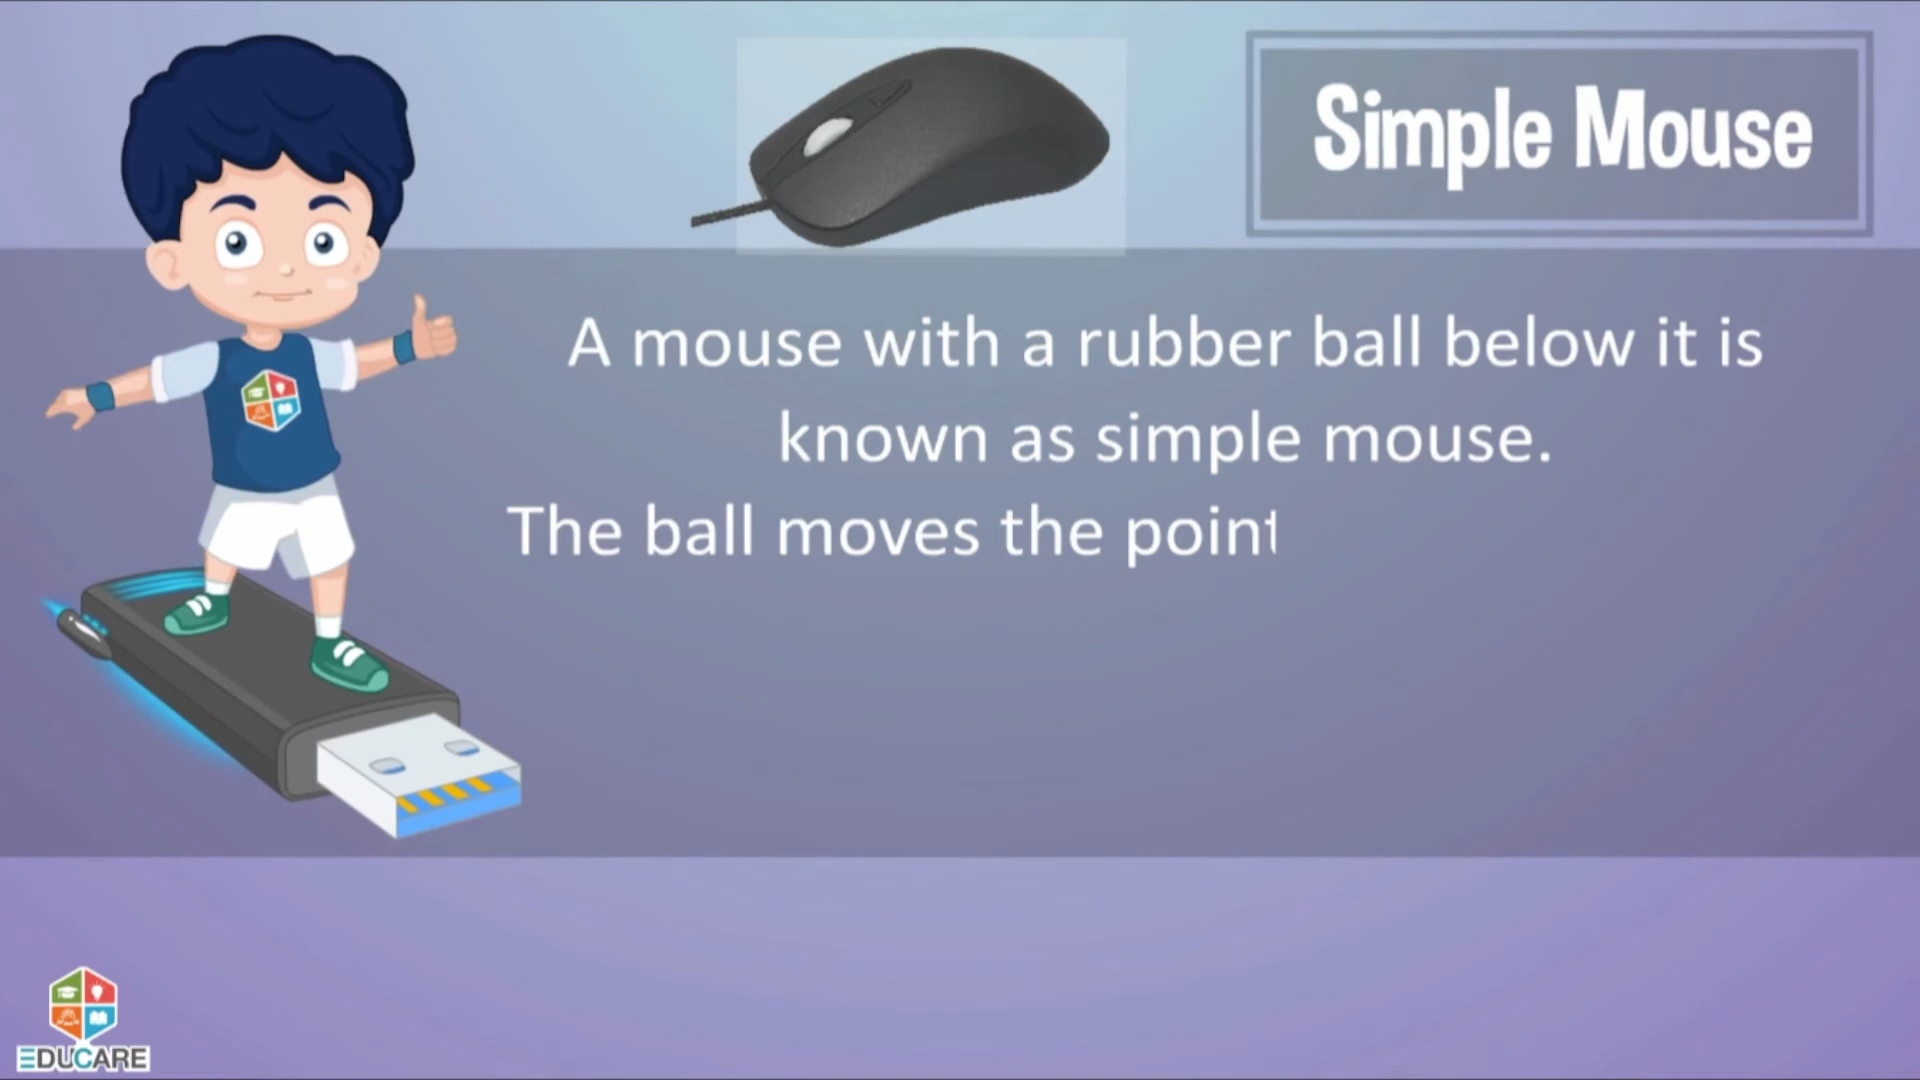 Simple Mouse
A mouse with a rubber ball below it is
known as simple mouse.
The ball moves the point
EDUCARE